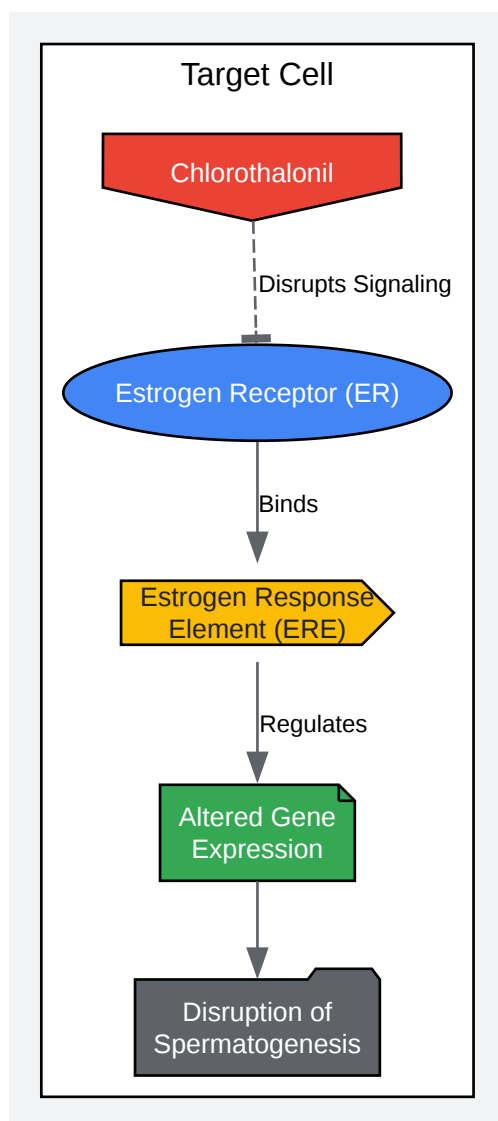 Target Cell
Chlorothalonil
Disrupts Signaling
Estrogen Receptor (ER)
Binds
Estrogen Response
Element (ERE)
Regulates
Altered Gene
Expression
Disruption of
Spermatogenesis